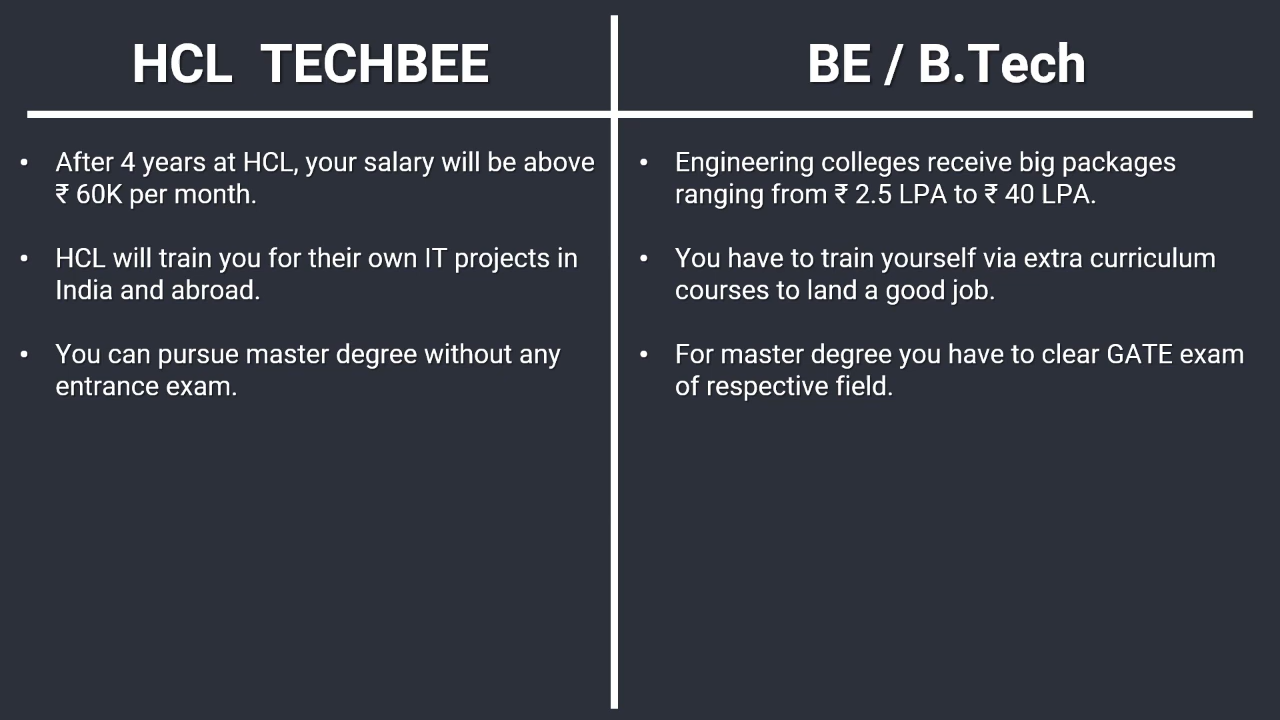 HCL TECHBEE
BE / B.Tech
• After 4 years at HCL, your salary will be above
₹ 60K per month.
• HCL will train you for their own IT projects in
India and abroad.
• You can pursue master degree without any
entrance exam.
• Engineering colleges receive big packages
ranging from ₹ 2.5 LPA to ₹ 40 LPA.
• You have to train yourself via extra curriculum
courses to land a good job.
• For master degree you have to clear GATE exam
of respective field.